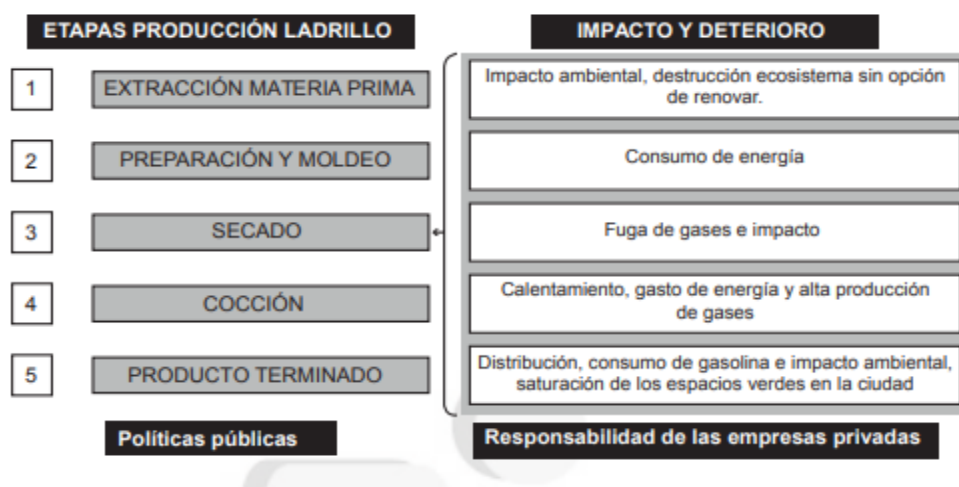 ETAPAS PRODUCCIÓN LADRILLO
IMPACTO Y DETERIORO
1
EXTRACCIÓN MATERIA PRIMA
Impacto ambiental, destrucción ecosistema sin opción
de renovar.
2
PREPARACIÓN Y MOLDEO
Consumo de energía
3
SECADO
Fuga de gases e impacto
4
COCCIÓN
Calentamiento, gasto de energía y alta producción
de gases
5
PRODUCTO TERMINADO
Distribución, consumo de gasolina e impacto ambiental,
saturación de los espacios verdes en la ciudad
Políticas públicas
Responsabilidad de las empresas privadas